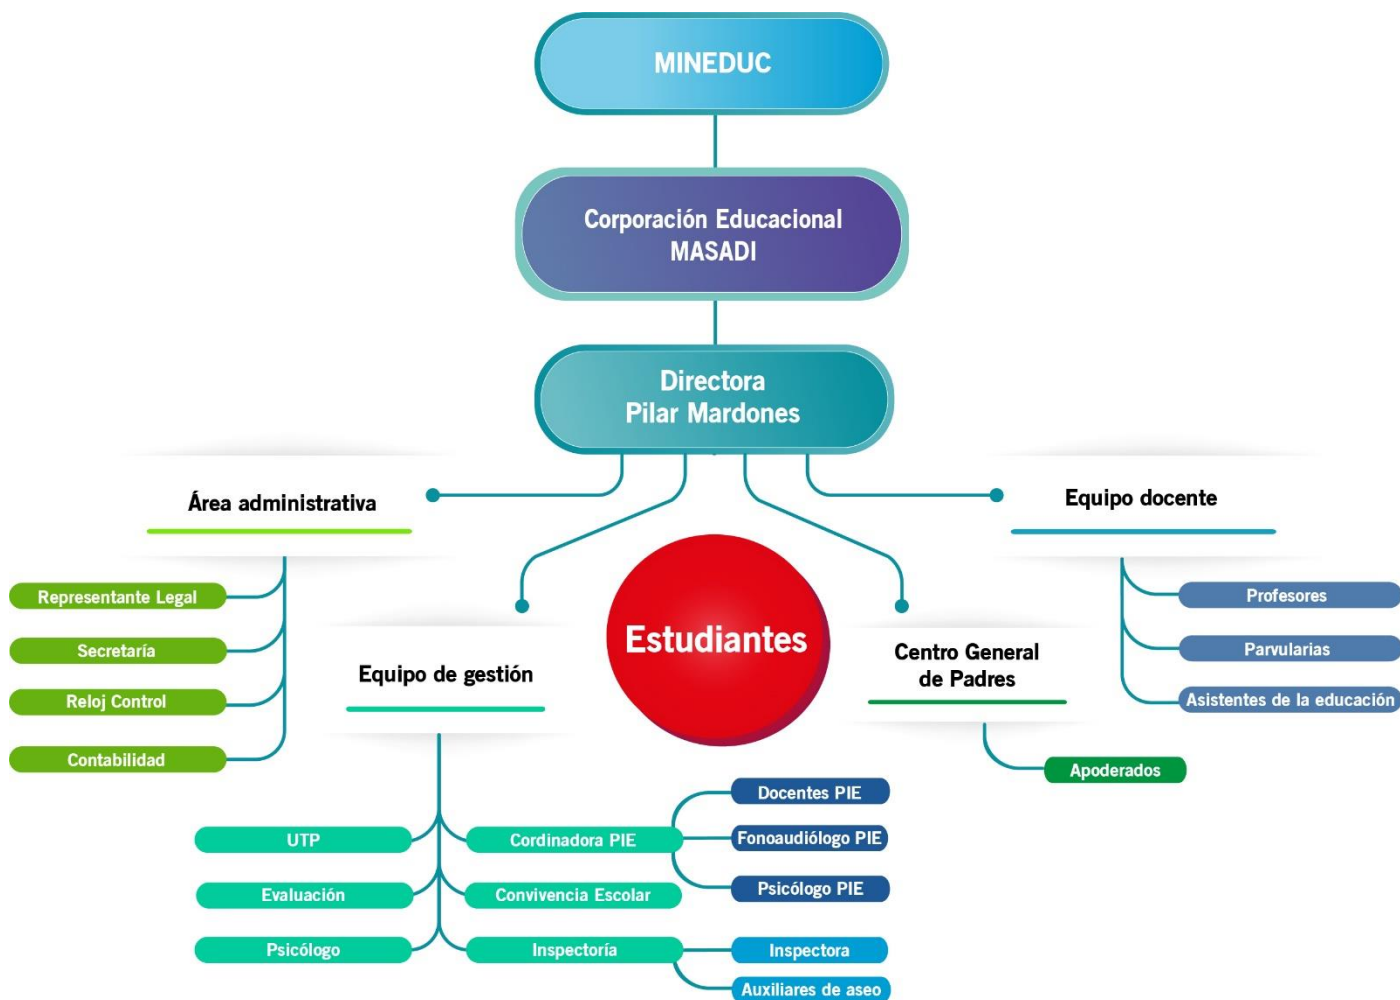 MINEDUC
Corporación Educacional
MASADI
Directora
Pilar Mardones
Área administrativa
Representante Legal
Secretaría
Reloj Control
Contabilidad
Equipo de gestión
UTP
Evaluación
Psicólogo
Cordinadora PIE
Convivencia Escolar
Inspectoría
Docentes PIE
Fonoaudiólogo PIE
Psicólogo PIE
Inspectora
Auxiliares de aseo
Estudiantes
Centro General
de Padres
Apoderados
Equipo docente
Profesores
Parvularias
Asistentes de la educación